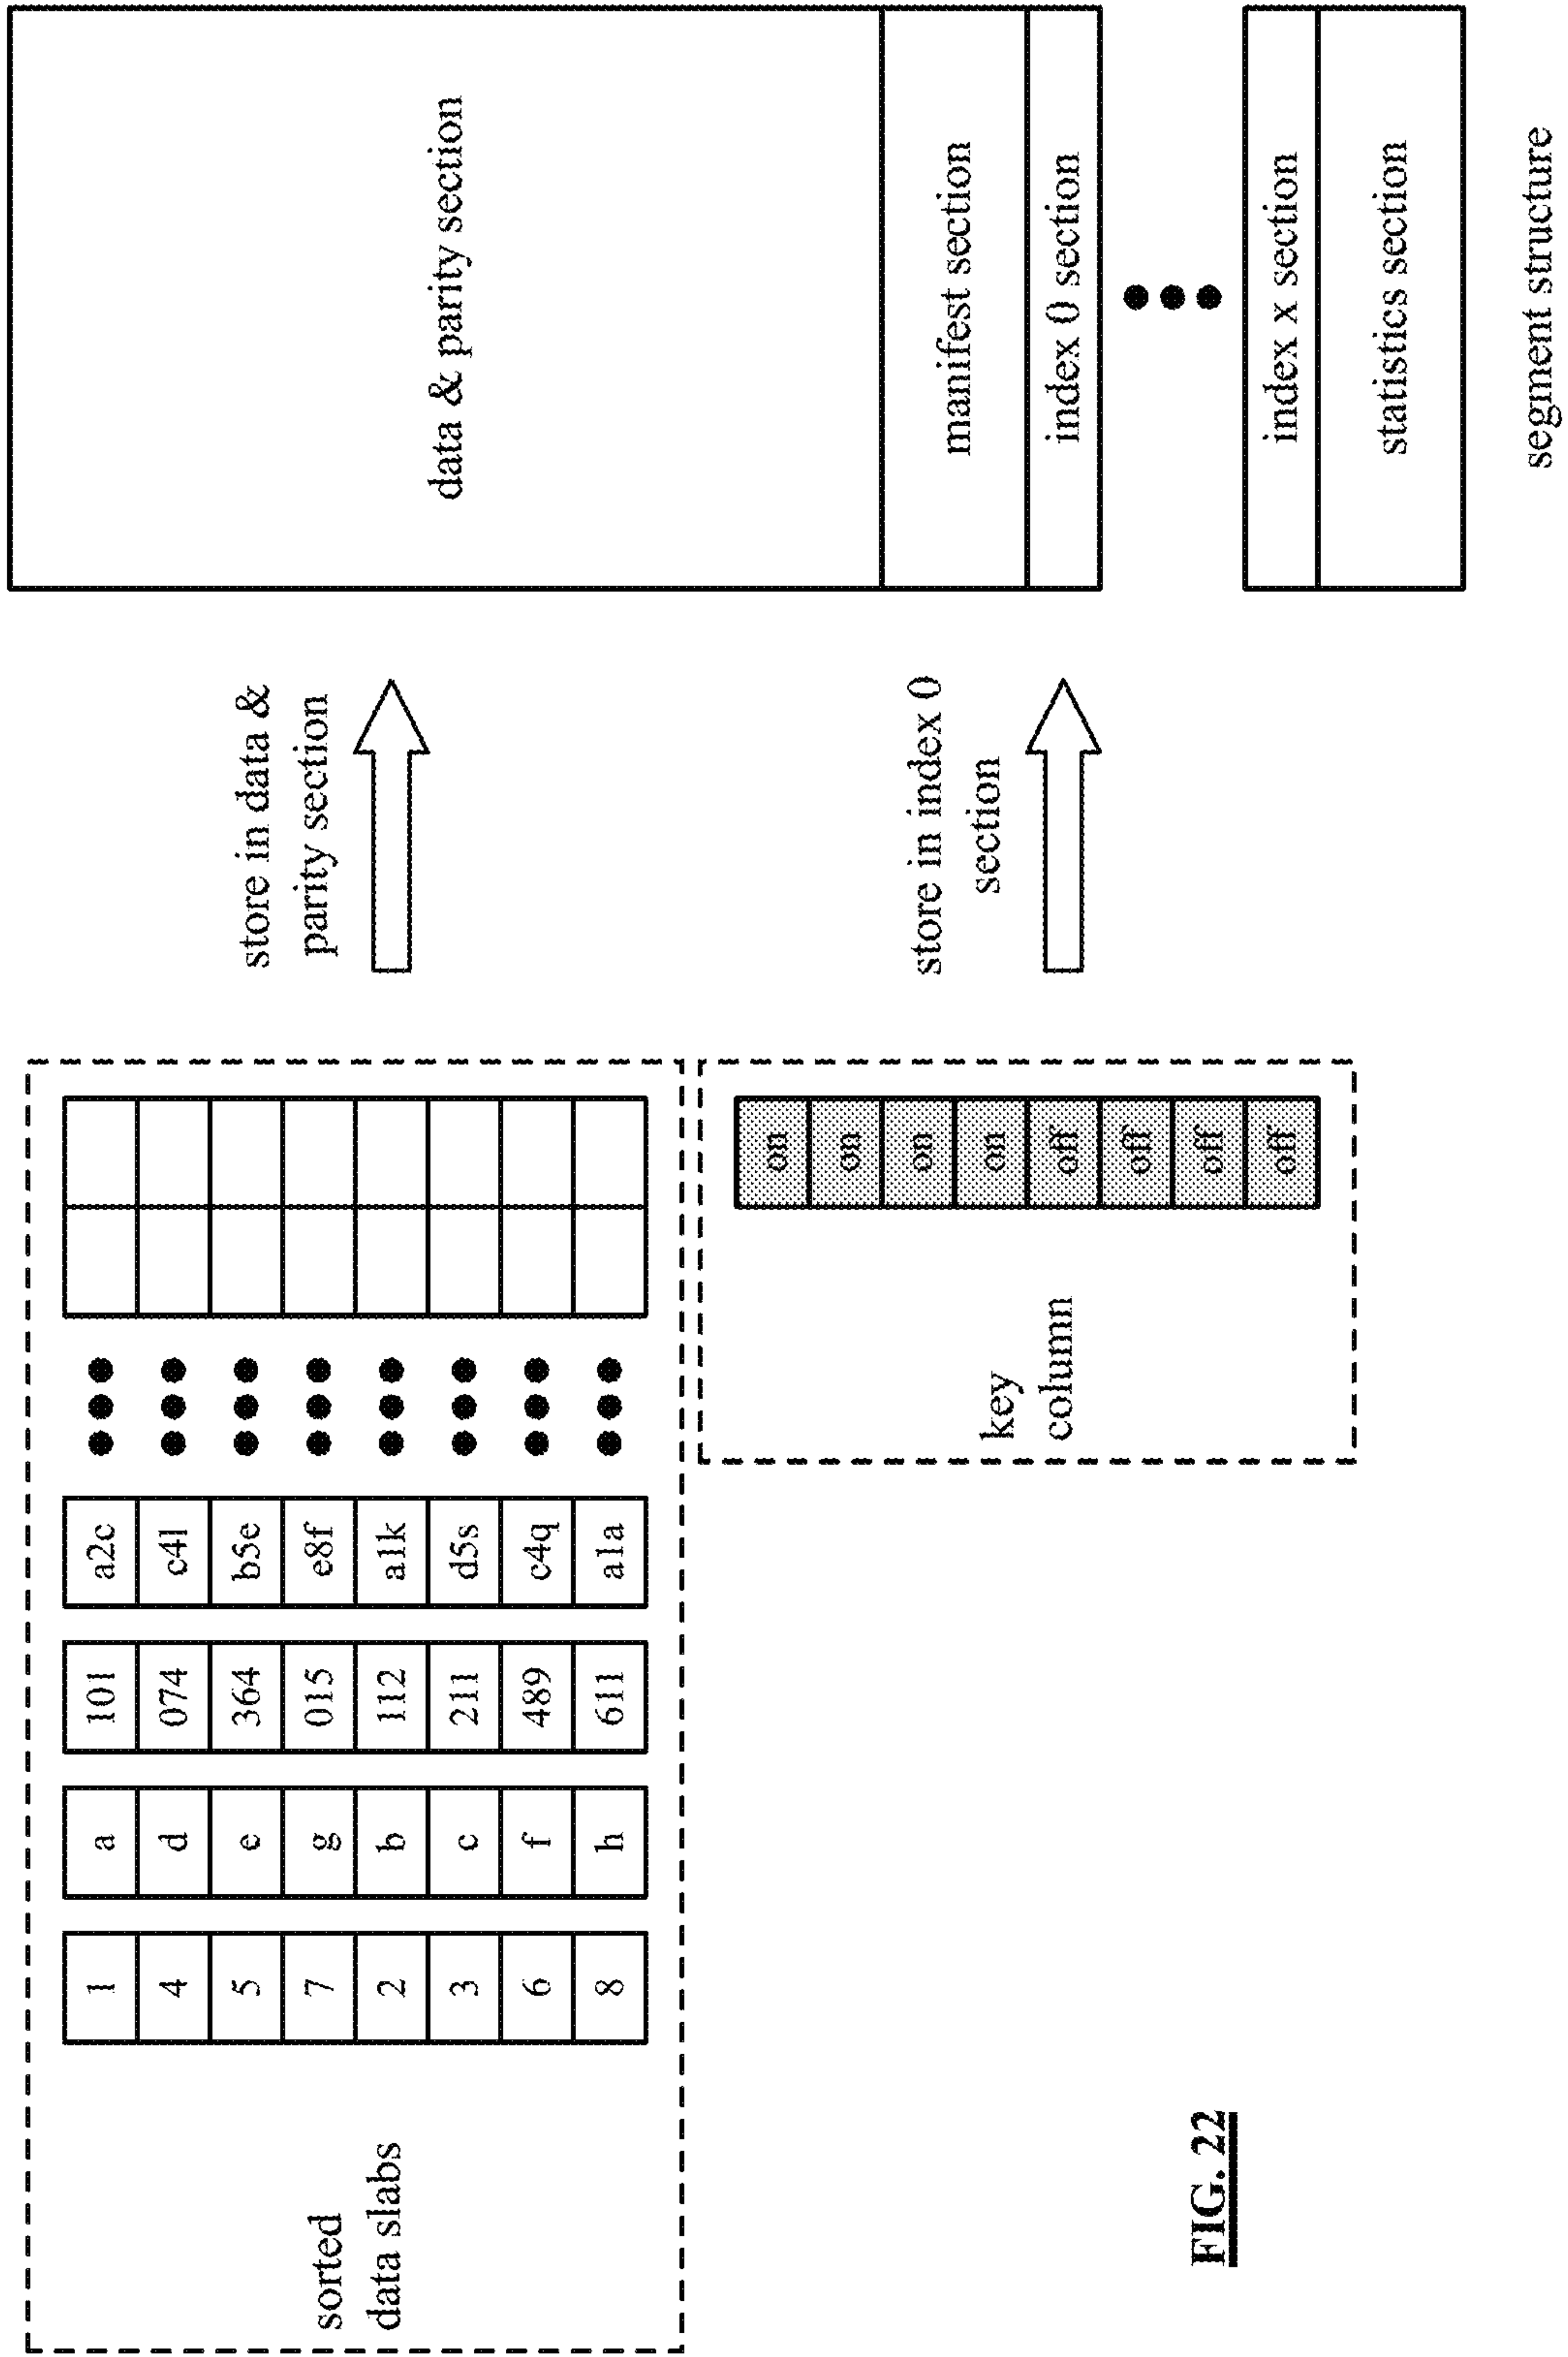 sorted
data slabs
1 a 101 a2c
4 d 074 c4l
5 e 364 b5e
7 g 015 e8f
2 b 112 a1k
3 c 211 d5s
6 f 489 c4q
8 h 611 a1a
store in data &
parity section
data & parity section
key
column
on
on
on
on
off
off
off
off
store in index 0
section
manifest section
index 0 section
index x section
statistics section
segment structure
FIG. 22